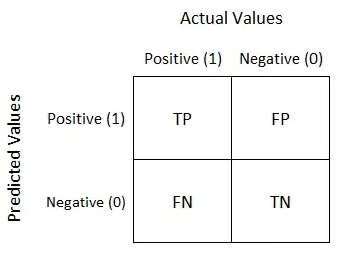 Actual Values
Positive (1) Negative (0)
Predicted Values
Positive (1) TP FP
Negative (0) FN TN